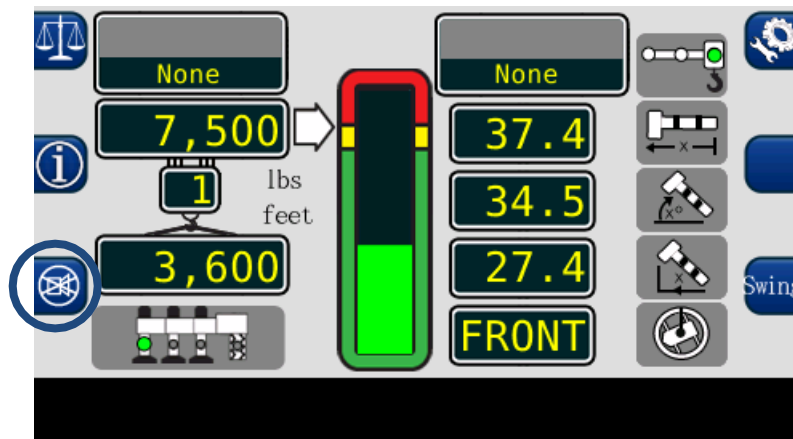 None
None
7,500
37.4
1
lbs
feet
34.5
3,600
27.4
Swing
FRONT